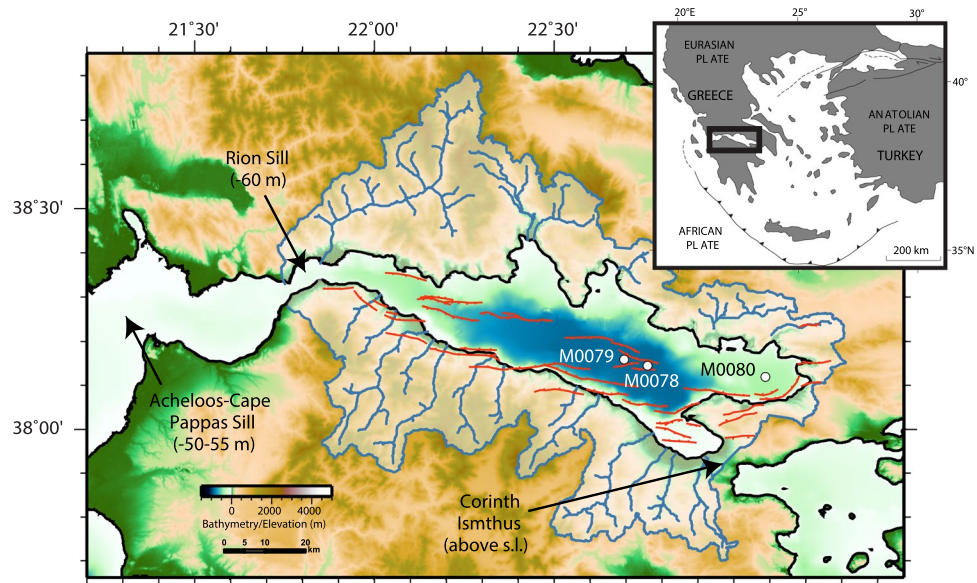 21°3'0'
22°00'
22°30'
20°E
25°
30°
EURASIAN
PL ATE
40°
GREECE
ANATOLIAN
PL ATE
TURKEY
AFRICAN
PL ATE
200 km
35°N
Rion Sill
(-60 m)
38°30'
M0079
M0078
M0080
Acheloos-Cape
Pappas Sill
(-50-55 m)
38°00'
Corinth
Ismthus
(above s.l.)
0 2000 4000
Bathymetry/Elevation (m)
0 5 10 20
km